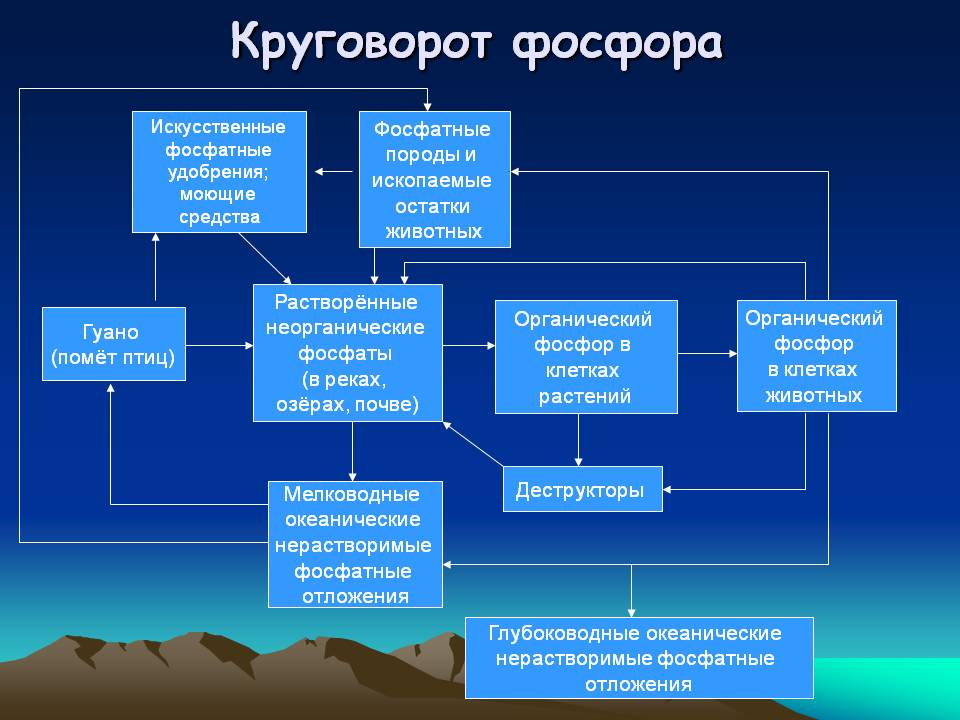 Круговорот фосфора
Искусственные
фосфатные
удобрения;
моющие
средства
Фосфатные
породы и
ископаемые
остатки
животных
Гуано
(помёт птиц)
Растворённые
неорганические
фосфаты
(в реках,
озёрах, почве)
Органический
фосфор в
клетках
растений
Органический
фосфор
в клетках
животных
Деструкторы
Мелководные
океанические
нерастворимые
фосфатные
отложения
Глубоководные океанические
нерастворимые фосфатные
отложения